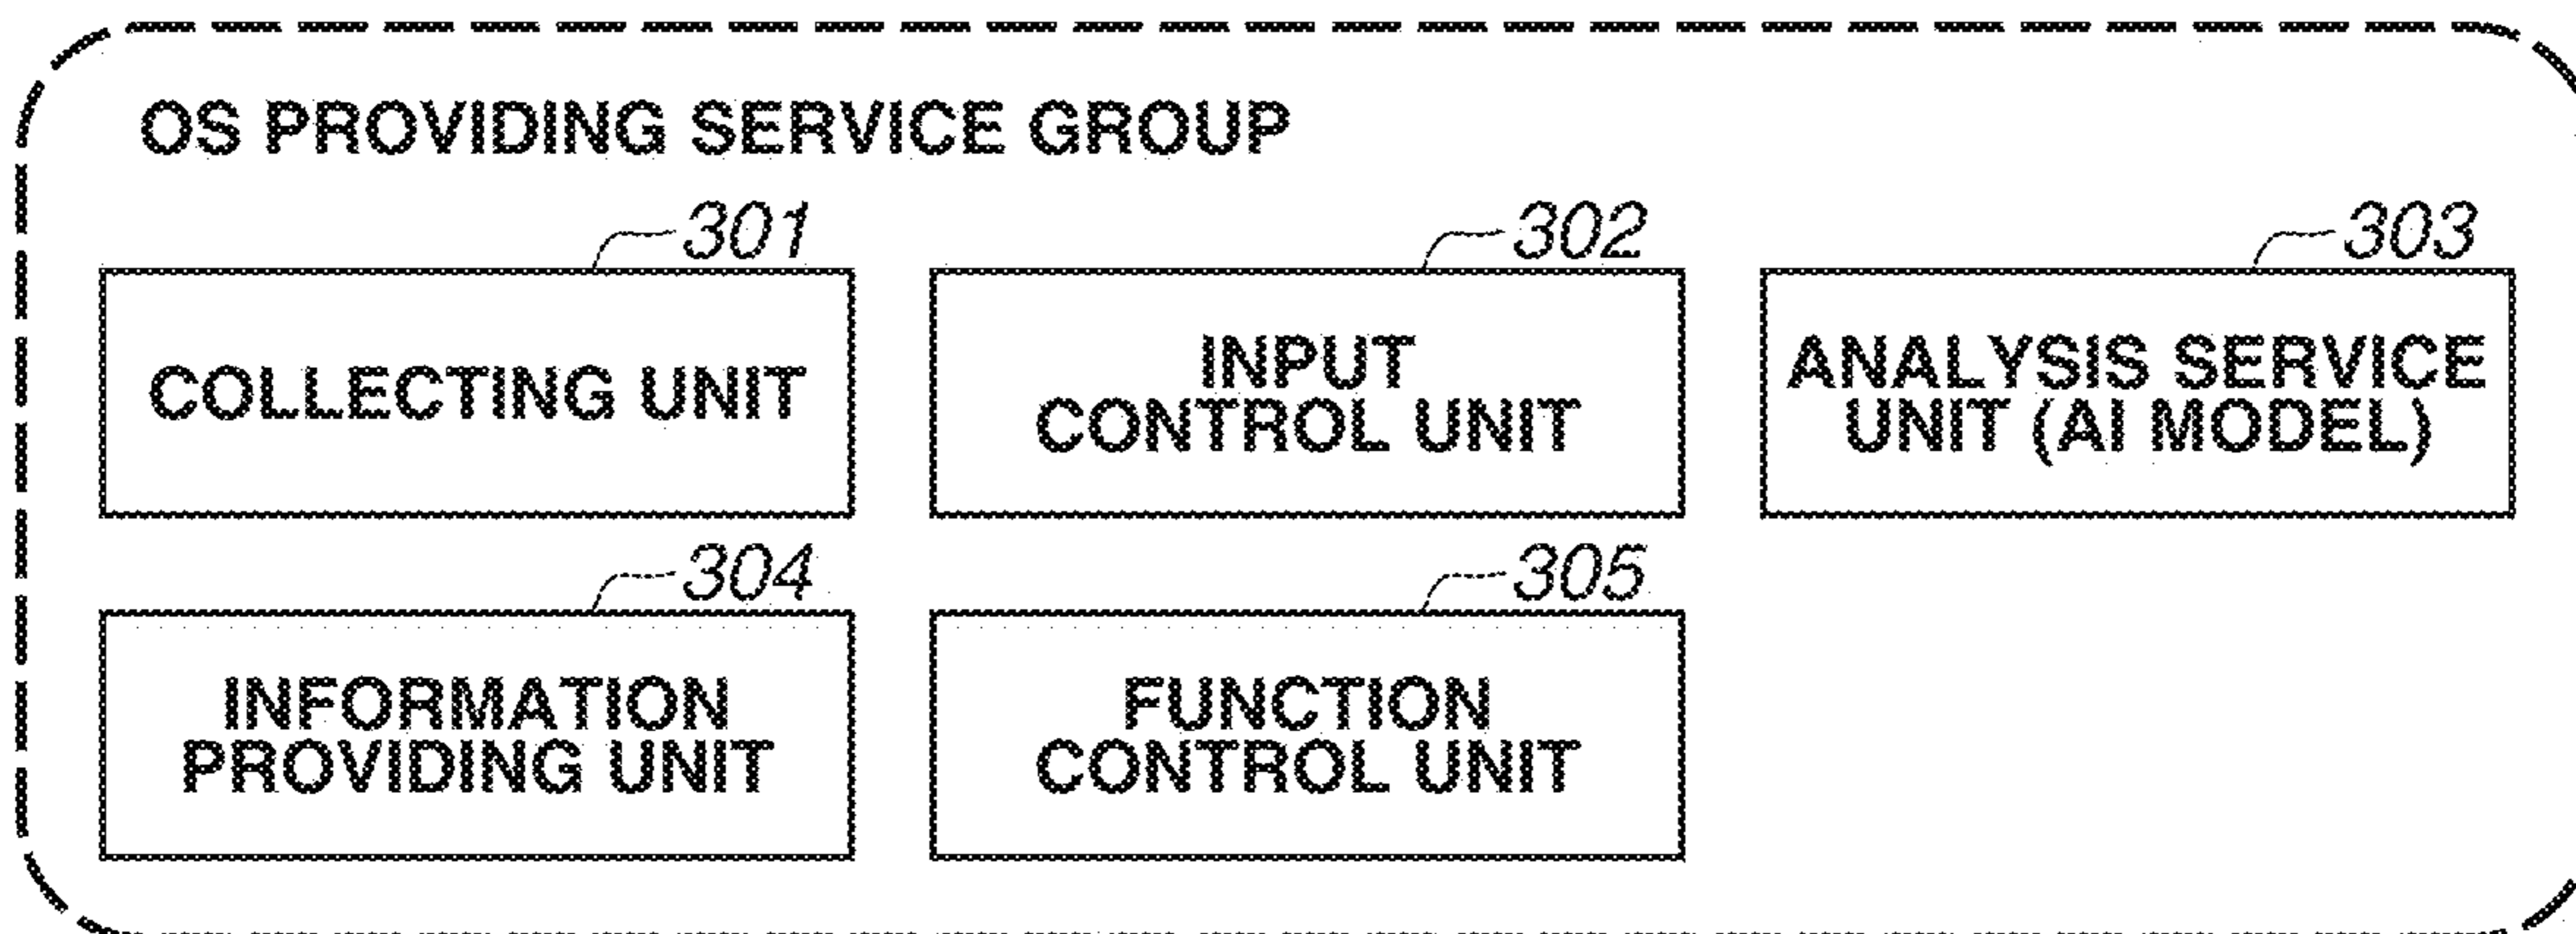 OS PROVIDING SERVICE GROUP
301
COLLECTING UNIT
302
INPUT
CONTROL UNIT
303
ANALYSIS SERVICE
UNIT (AI MODEL)
304
INFORMATION
PROVIDING UNIT
305
FUNCTION
CONTROL UNIT